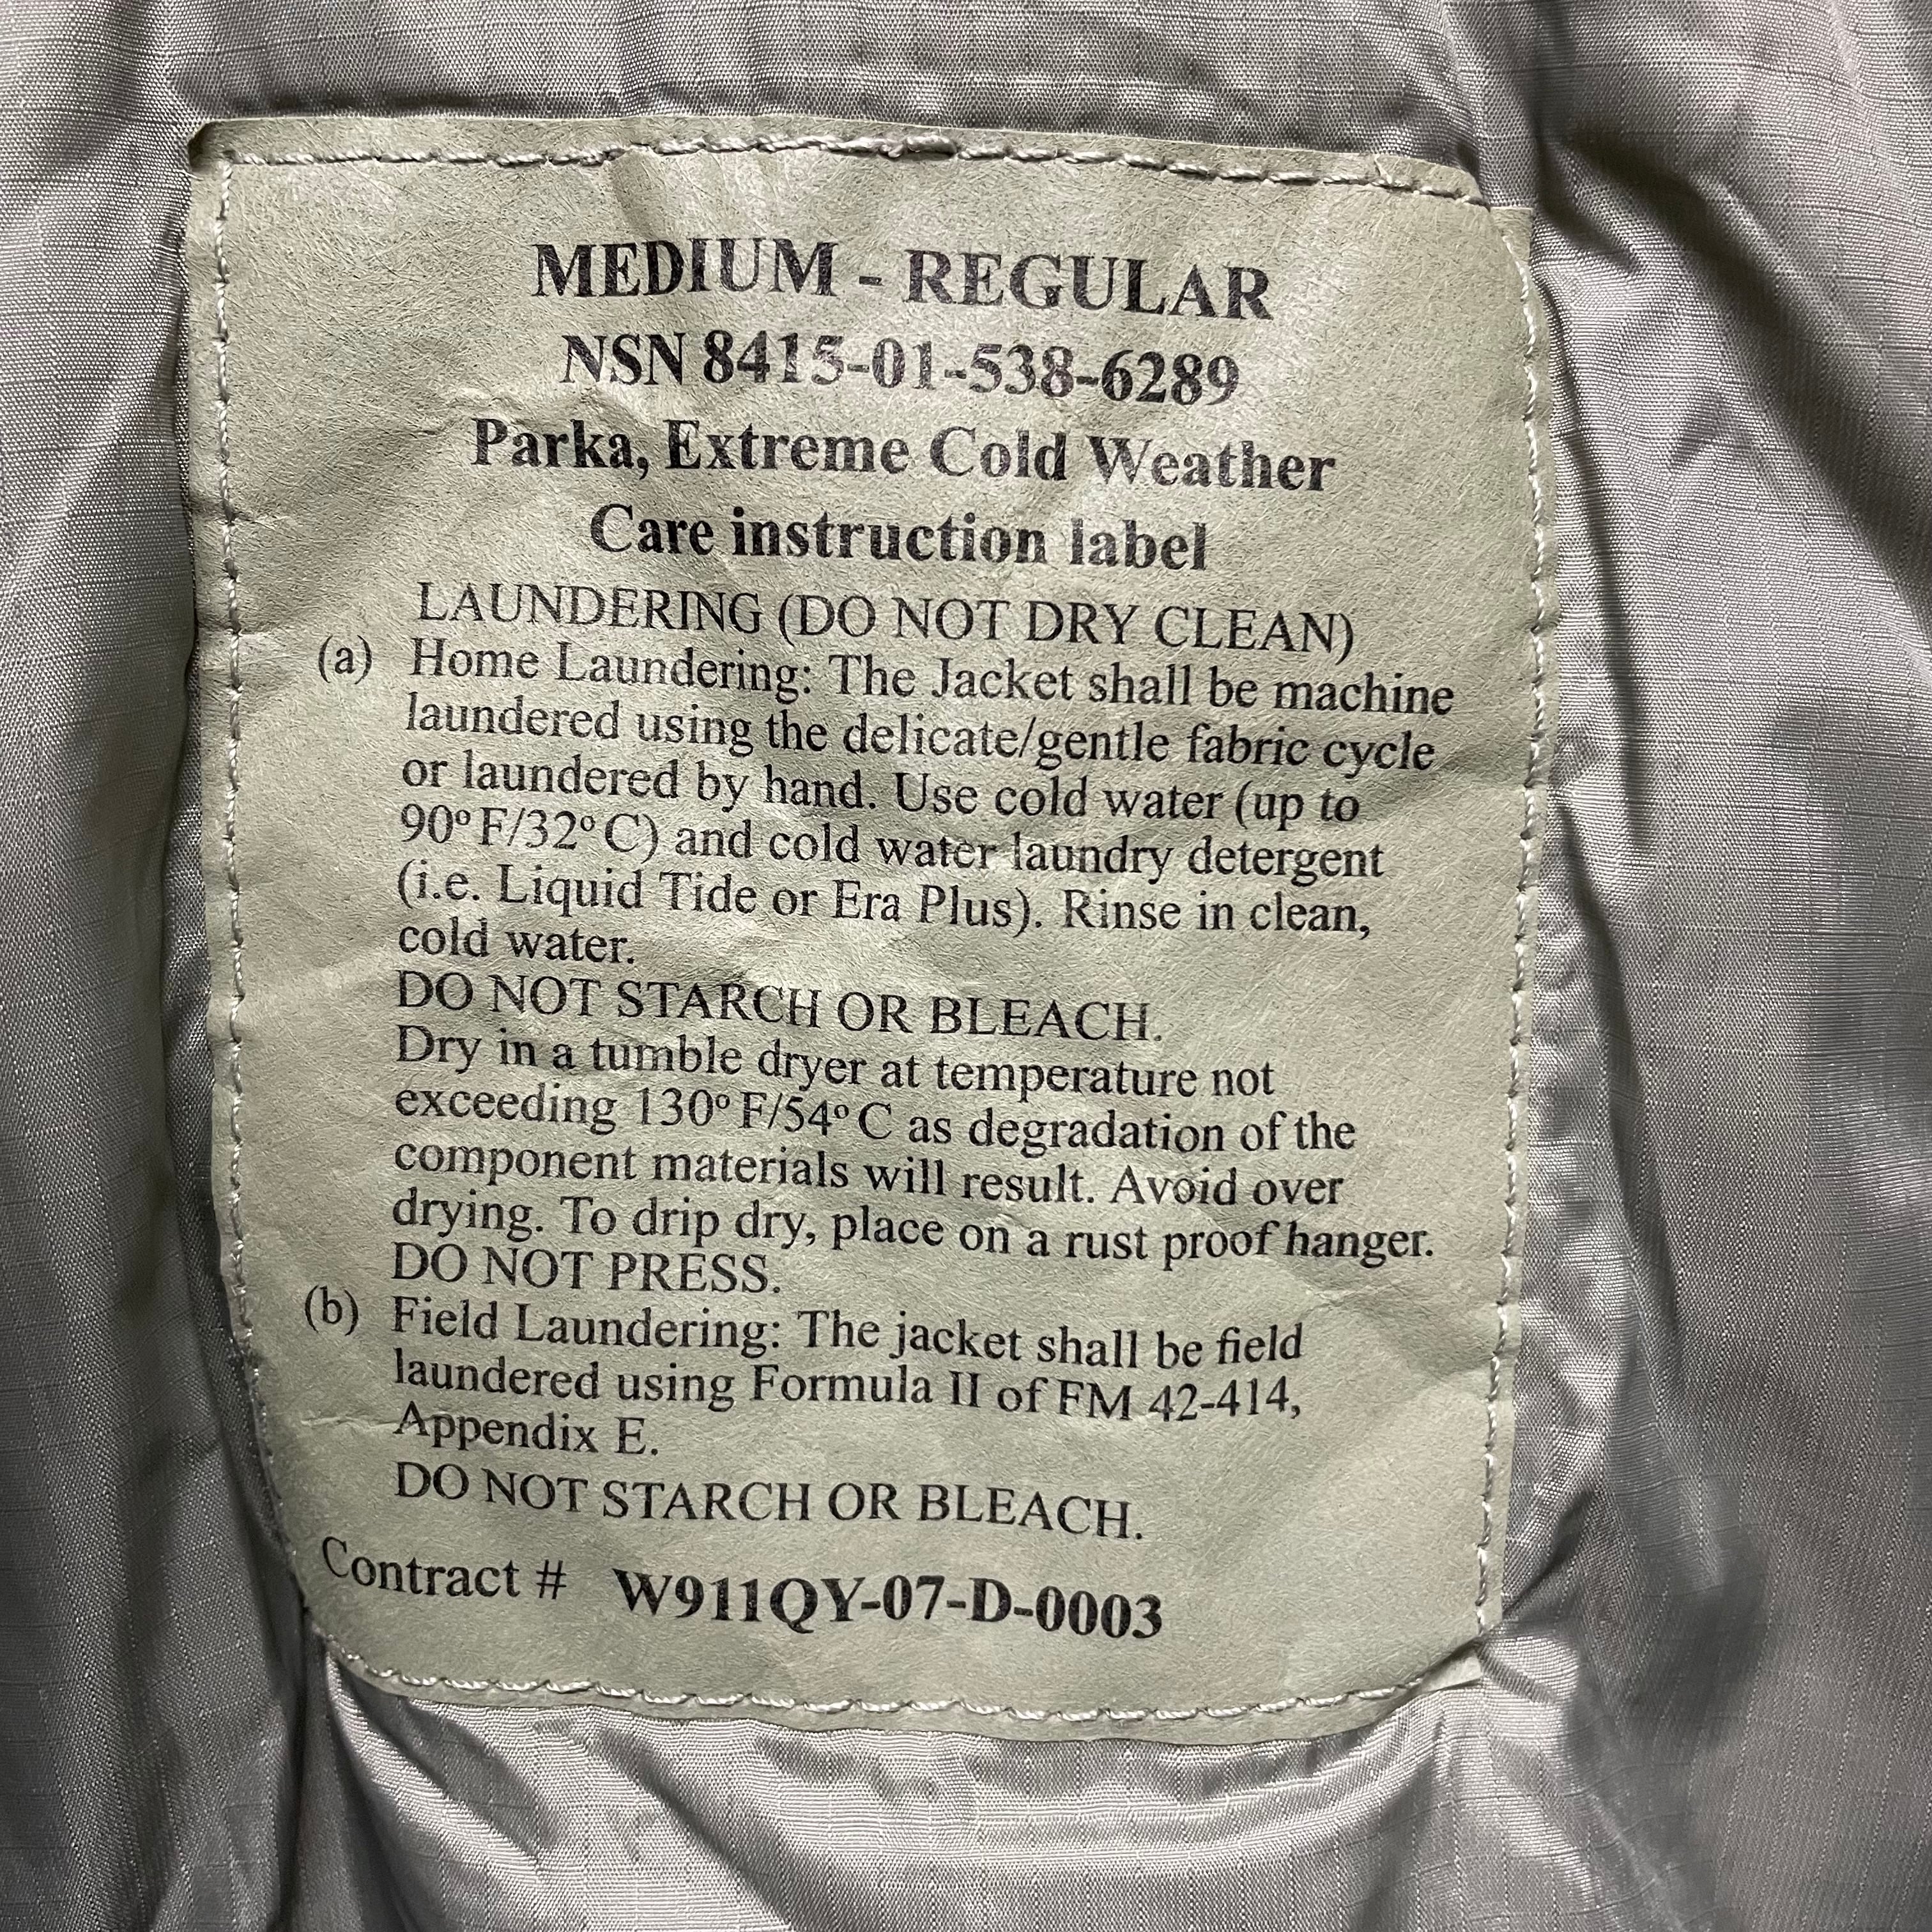 MEDIUM - REGULAR
NSN 8415-01-538-6289
Parka, Extreme Cold Weather
Care instruction label
LAUNDERING (DO NOT DRY CLEAN)
(a) Home Laundering: The Jacket shall be machine
laundered using the delicate/gentle fabric cycle
or laundered by hand. Use cold water (up to
90° F/32° C) and cold water laundry detergent
(i.e. Liquid Tide or Era Plus). Rinse in clean,
cold water.
DO NOT STARCH OR BLEACH.
Dry in a tumble dryer at temperature not
exceeding 130° F/54° C as degradation of the
component materials will result. Avoid over
drying. To drip dry, place on a rust proof hanger.
DO NOT PRESS.
(b) Field Laundering: The jacket shall be field
laundered using Formula II of FM 42-414,
Appendix E.
DO NOT STARCH OR BLEACH.
Contract # W911QY-07-D-0003